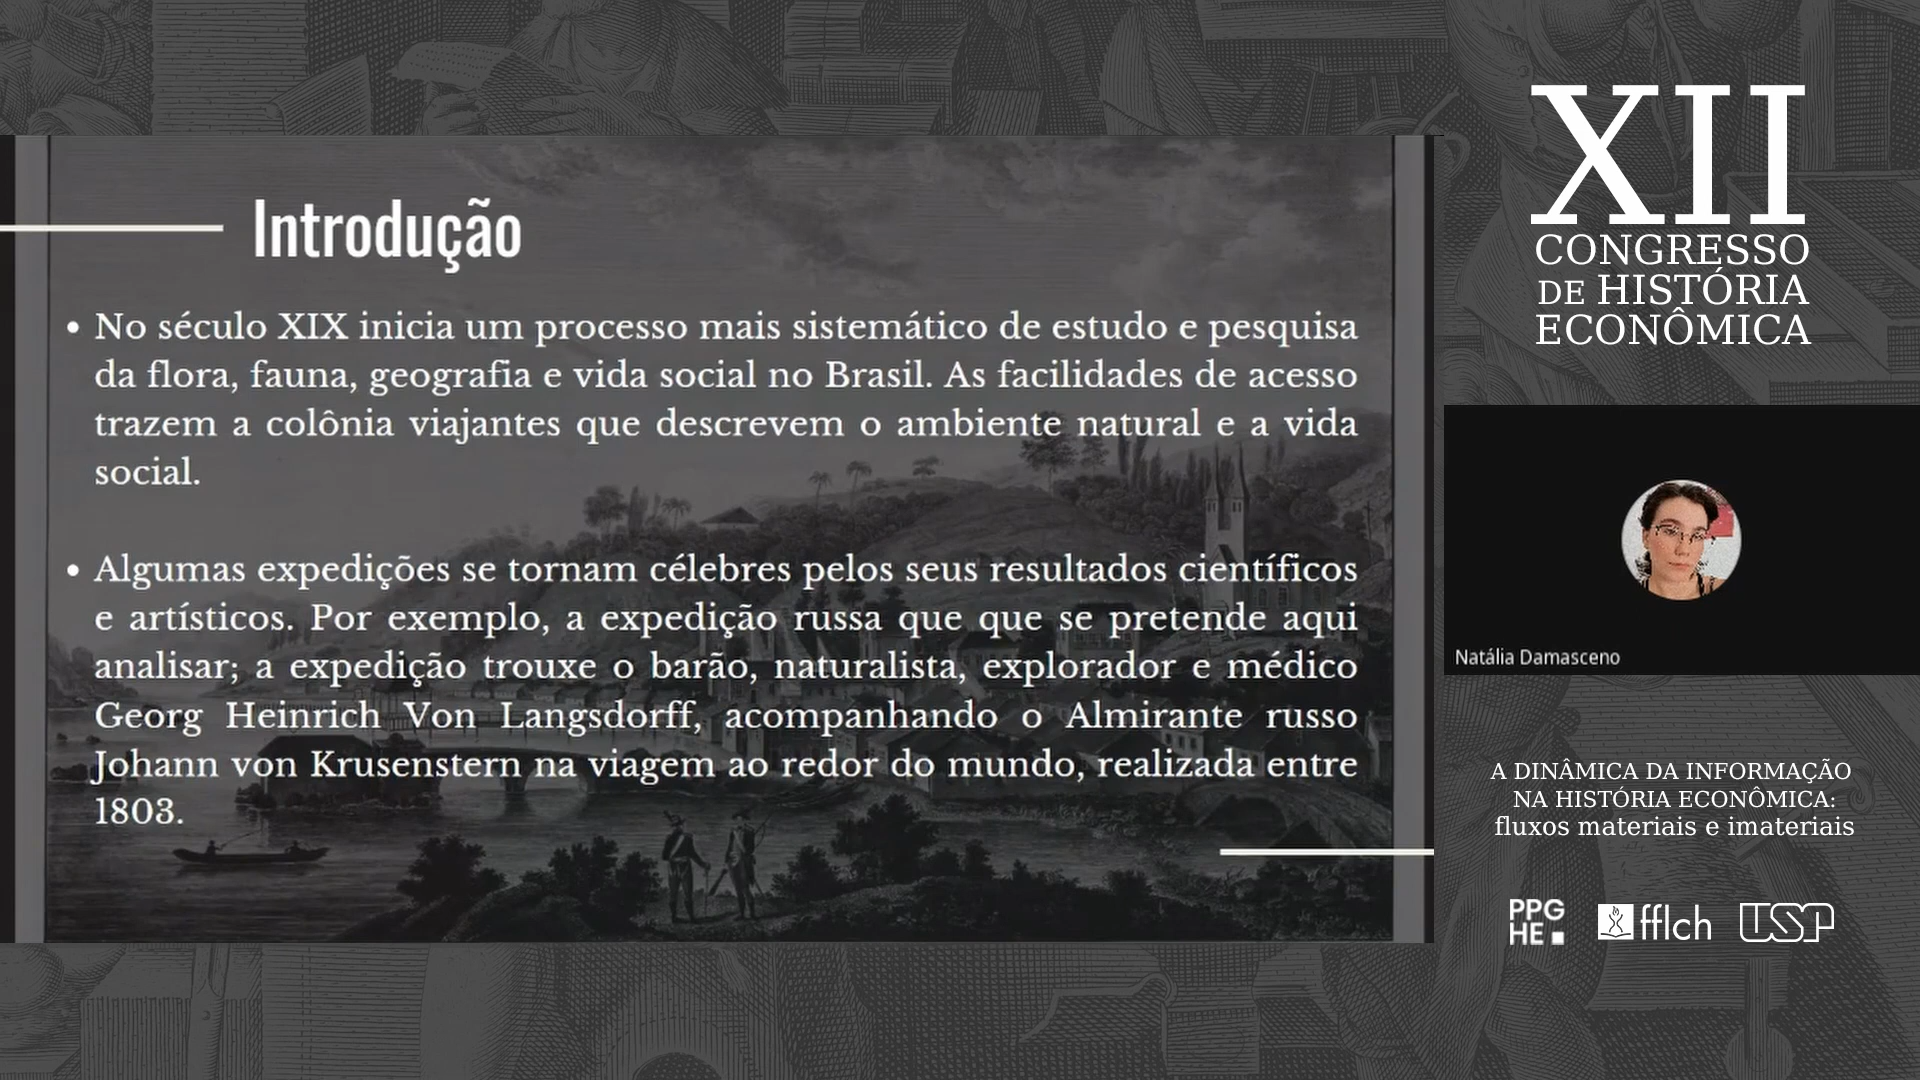 Introdução
• No século XIX inicia um processo mais sistemático de estudo e pesquisa
da flora, fauna, geografia e vida social no Brasil. As facilidades de acesso
trazem a colônia viajantes que descrevem o ambiente natural e a vida
social.
• Algumas expedições se tornam célebres pelos seus resultados científicos
e artísticos. Por exemplo, a expedição russa que que se pretende aqui
analisar; a expedição trouxe o barão, naturalista, explorador e médico
Georg Heinrich Von Langsdorff, acompanhando o Almirante russo
Johann von Krusenstern na viagem ao redor do mundo, realizada entre
1803.
XII
CONGRESSO
DE HISTÓRIA
ECONÔMICA
Natália Damasceno
A DINÂMICA DA INFORMAÇÃO
NA HISTÓRIA ECONÔMICA:
fluxos materiais e imateriais
PPG
HE
fflch
USP